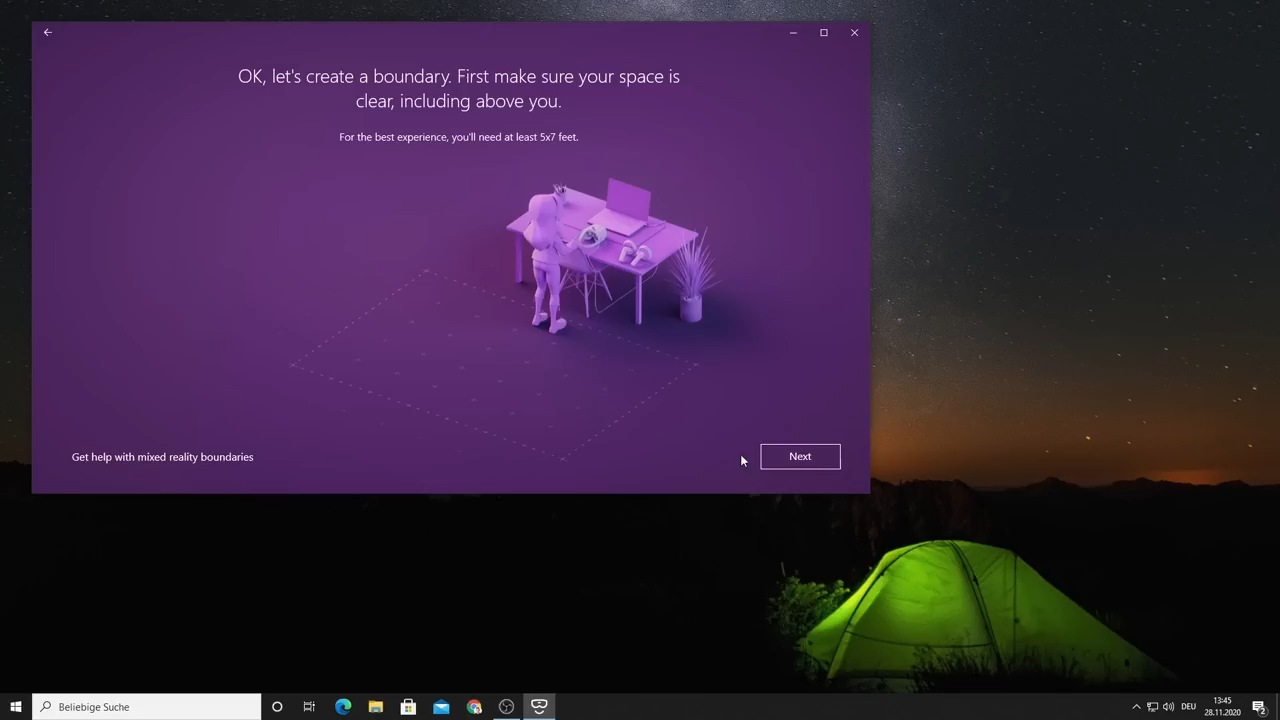 OK, let's create a boundary. First make sure your space is
clear, including above you.
For the best experience, you'll need at least 5x7 feet.
Get help with mixed reality boundaries
Next
Beliebige Suche
DEU
13:45
28.11.2020
2